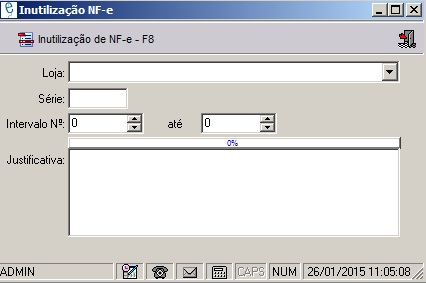 Inutilização NF-e
Inutilização de NF-e - F8
Loja:
Série:
Intervalo Nº: 0 até 0
0%
Justificativa:
ADMIN CAPS NUM 26/01/2015 11:05:08